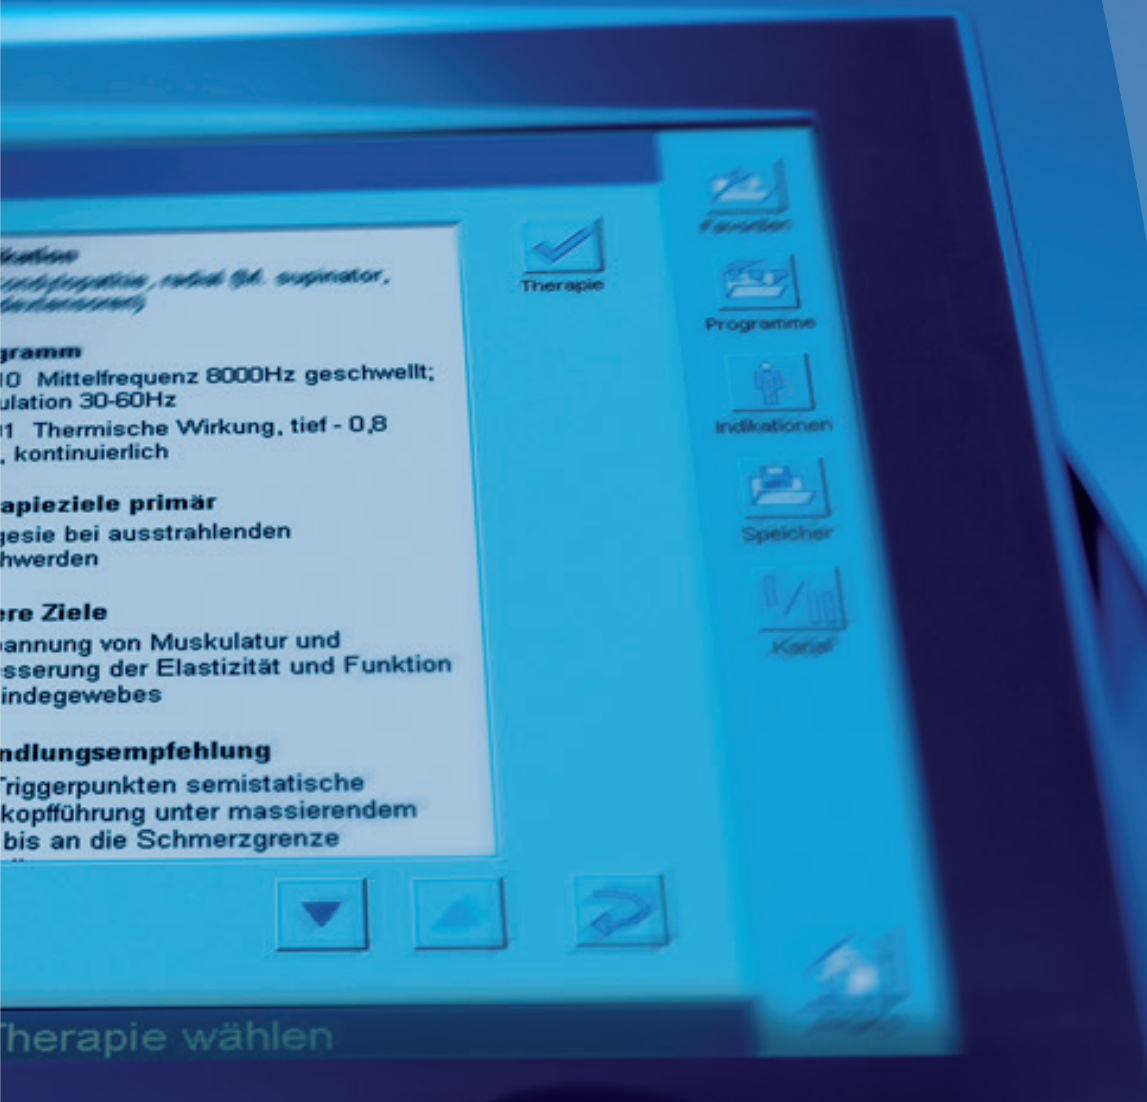 supinator,
Therapie
gramm
10 Mittelfrequenz 8000Hz geschwellt;
ulation 30-60Hz
1 Thermische Wirkung, tief - 0,8
, kontinuierlich
apieziele primär
gesie bei ausstrahlenden
hwerden
ere Ziele
pannung von Muskulatur und
sserung der Elastizität und Funktion
indegewebes
ndlungsempfehlung
Triggerpunkten semistatische
kopfführung unter massierendem
bis an die Schmerzgrenze
Favoriten
Programme
Indikationen
Speicher
Kanal
Therapie wählen